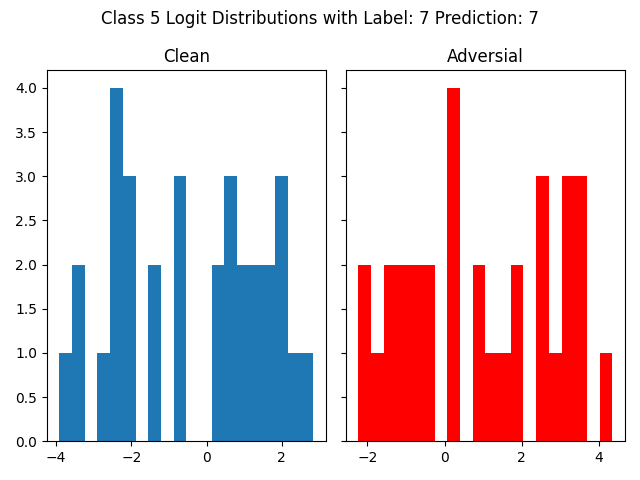 Class 5 Logit Distributions with Label: 7 Prediction: 7
Clean
Adversial
4.0
3.5
3.0
2.5
2.0
1.5
1.0
0.5
0.0
−4 −2 0 2
−2 0 2 4